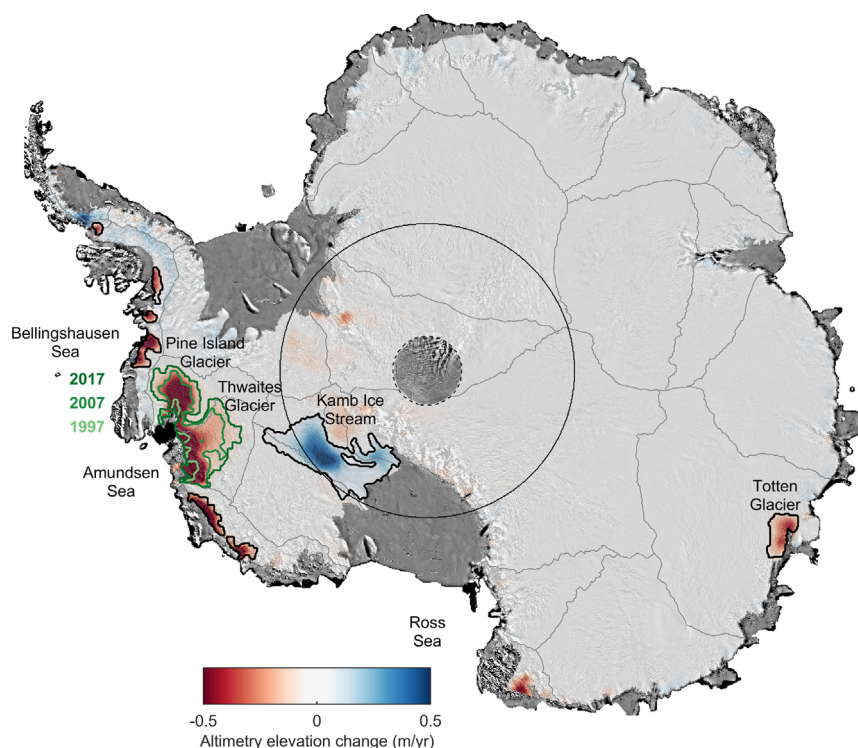 Bellingshausen
Sea
Pine Island
Glacier
2017
2007
1997
Thwaites
Glacier
Kamb Ice
Stream
Amundsen
Sea
Totten
Glacier
Ross
Sea
-0.5
0
0.5
Altimetry elevation change (m/yr)